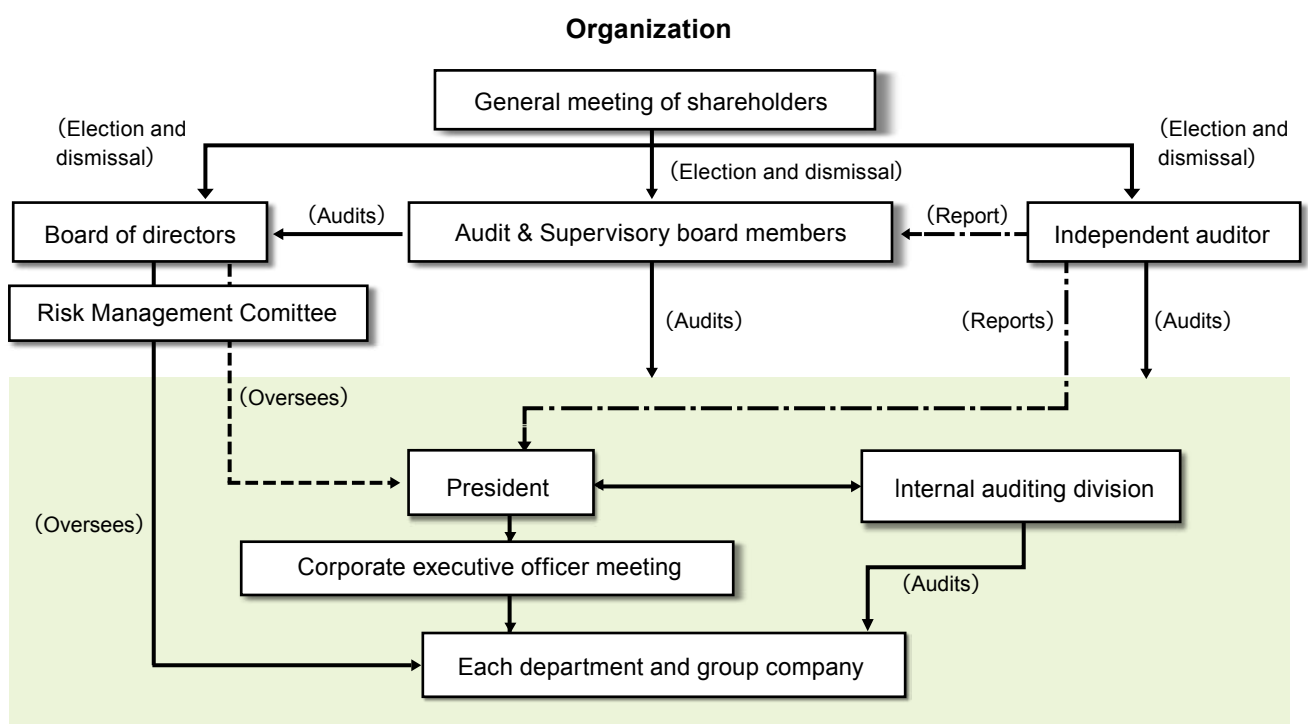 Organization
General meeting of shareholders
（Election and
dismissal）
（Election and dismissal）
（Election and
dismissal）
Board of directors
（Audits）
Audit & Supervisory board members
（Report）
Independent auditor
Risk Management Comittee
（Audits）
（Reports）
（Audits）
（Oversees）
President
Internal auditing division
（Oversees）
Corporate executive officer meeting
（Audits）
Each department and group company